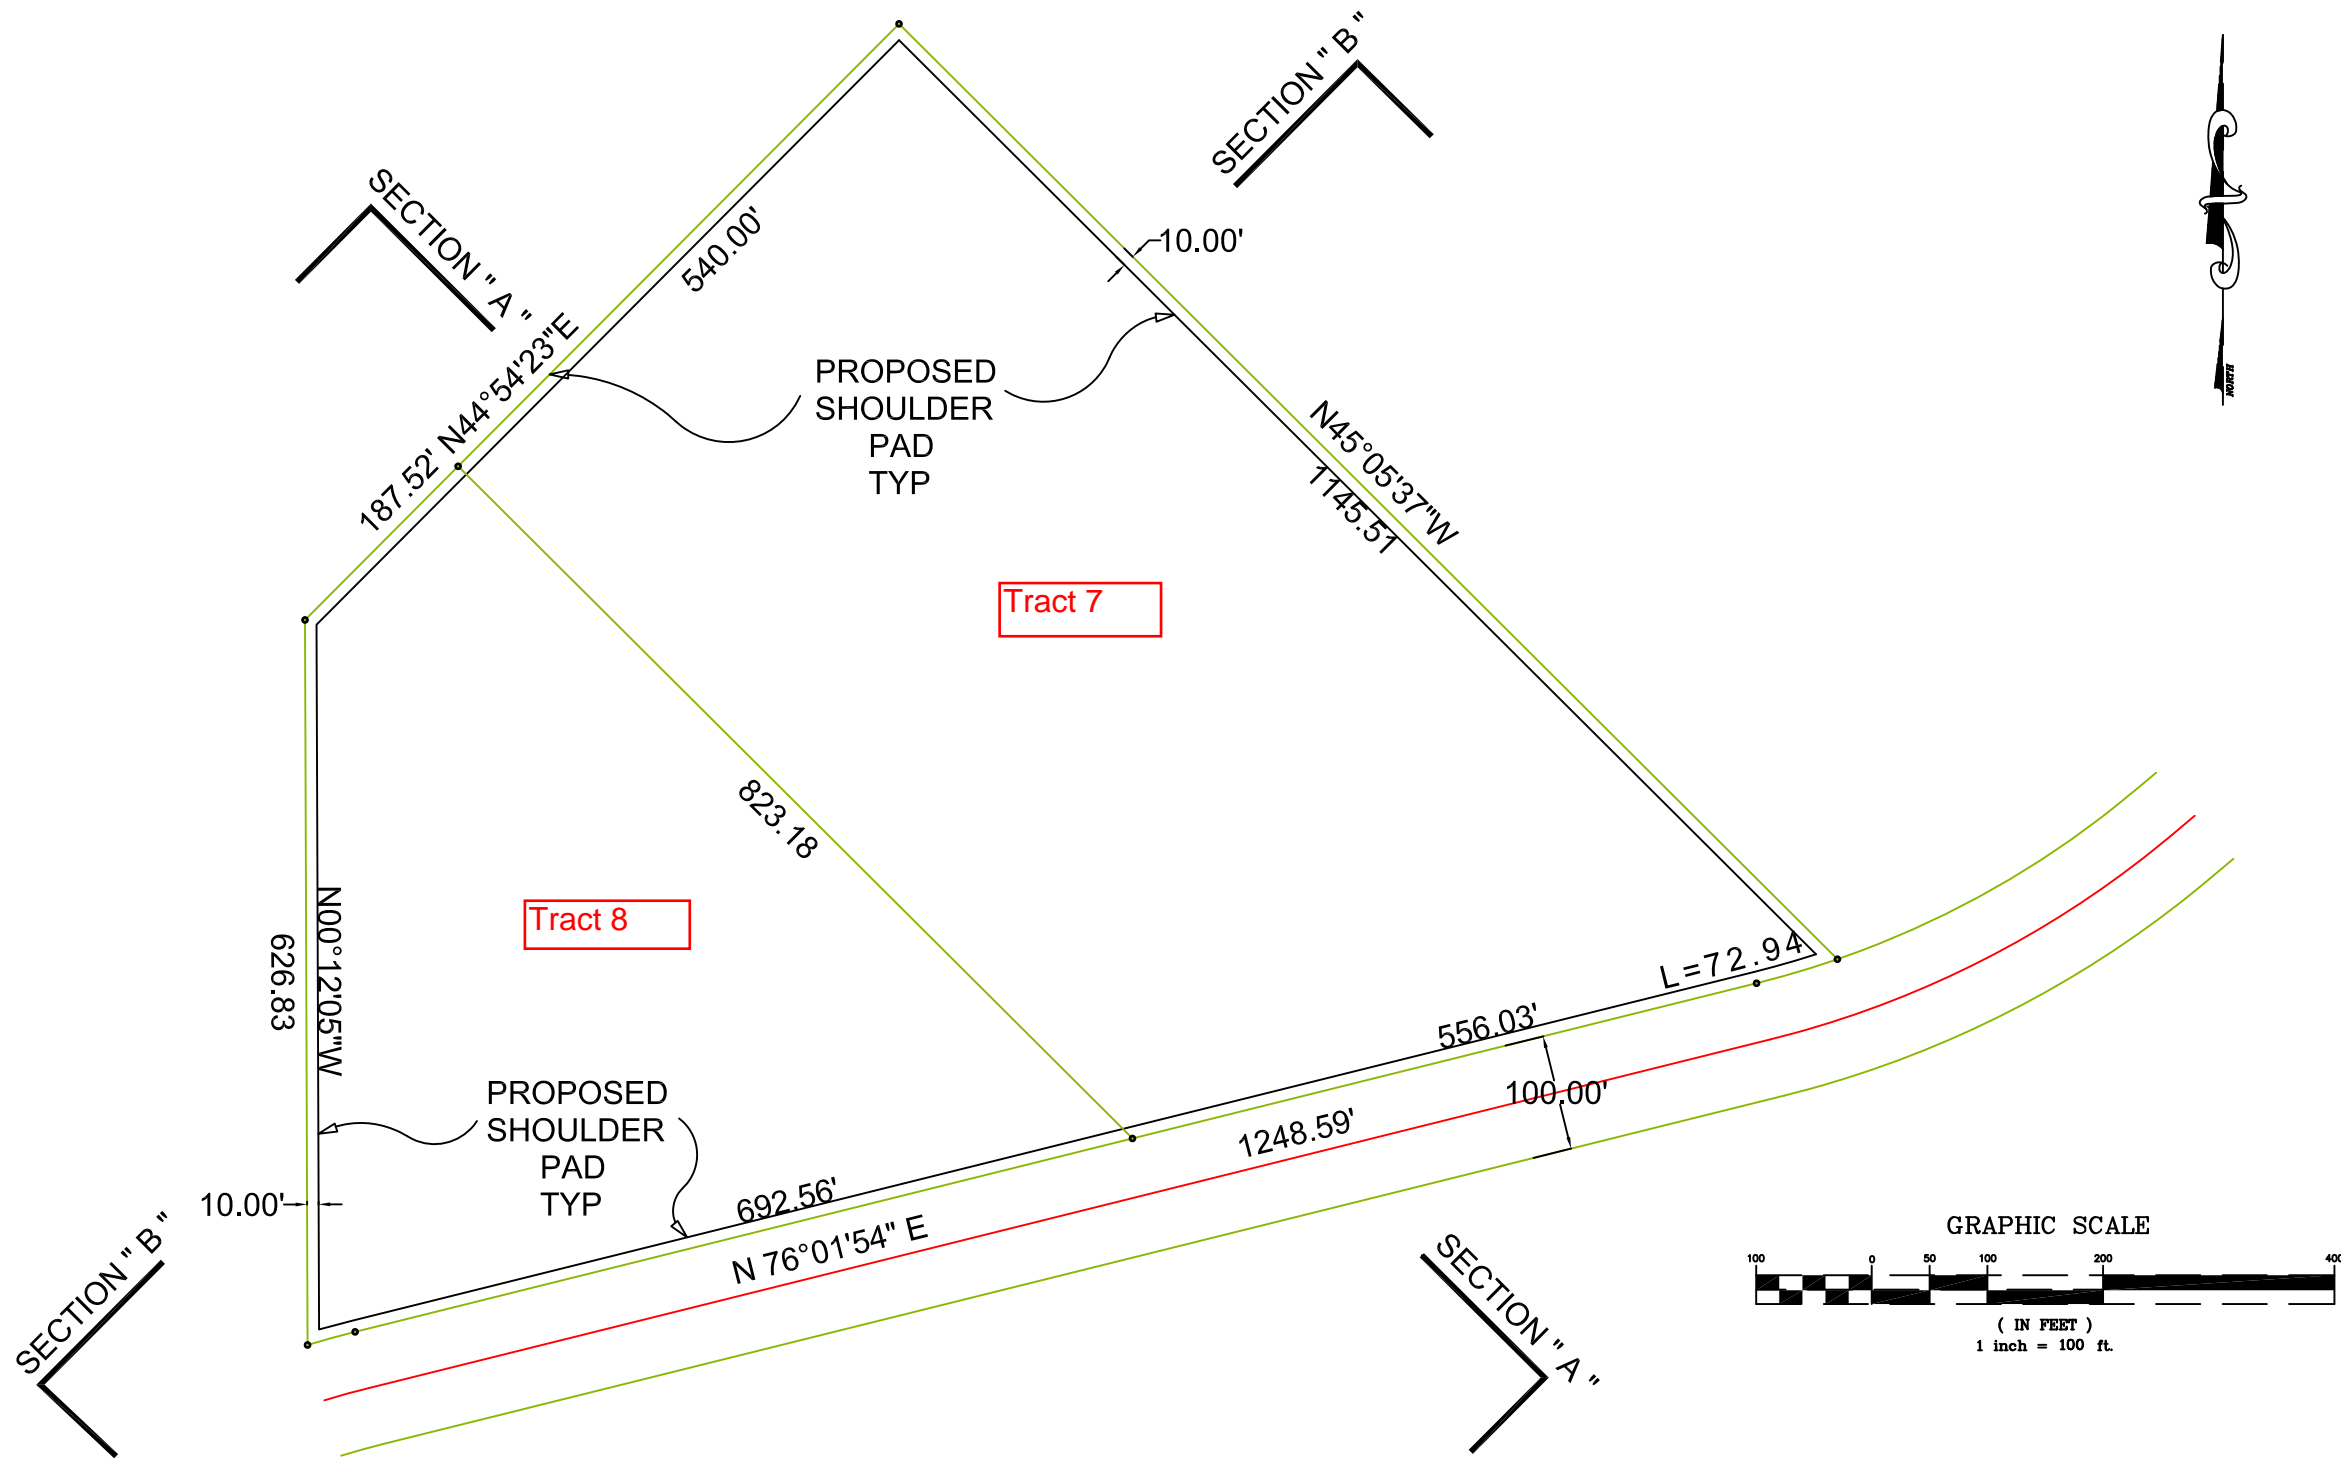 SECTION " B "
SECTION " A "
540.00'
10.00'
187.52' N44°54'23"E
PROPOSED
SHOULDER
PAD
TYP
N45°05'37"W
1145.51
NORTH
Tract 7
823.18
Tract 8
N00°12'05"W
626.83
L=72.94
556.03'
100.00'
1248.59'
PROPOSED
SHOULDER
PAD
TYP
692.56'
N 76°01'54" E
10.00'
SECTION " B "
SECTION " A "
GRAPHIC SCALE
100 0 50 100 200 400
( IN FEET )
1 inch = 100 ft.